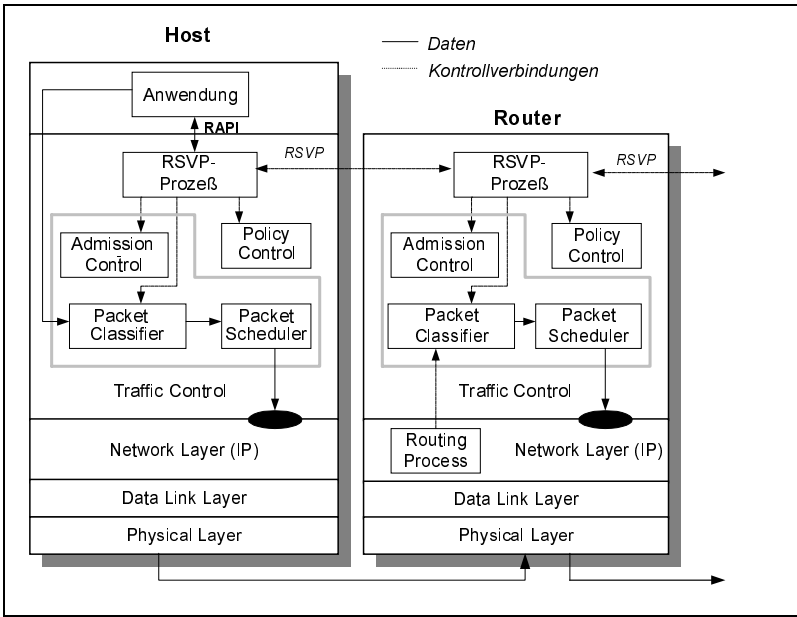 Host
Daten
Kontrollverbindungen
Anwendung
RAPI
Router
RSVP-
Prozeß
RSVP
RSVP-
Prozeß
RSVP
Admission
Control
Policy
Control
Admission
Control
Policy
Control
Packet
Classifier
Packet
Scheduler
Packet
Classifier
Packet
Scheduler
Traffic Control
Traffic Control
Network Layer (IP)
Routing
Process
Network Layer (IP)
Data Link Layer
Data Link Layer
Physical Layer
Physical Layer